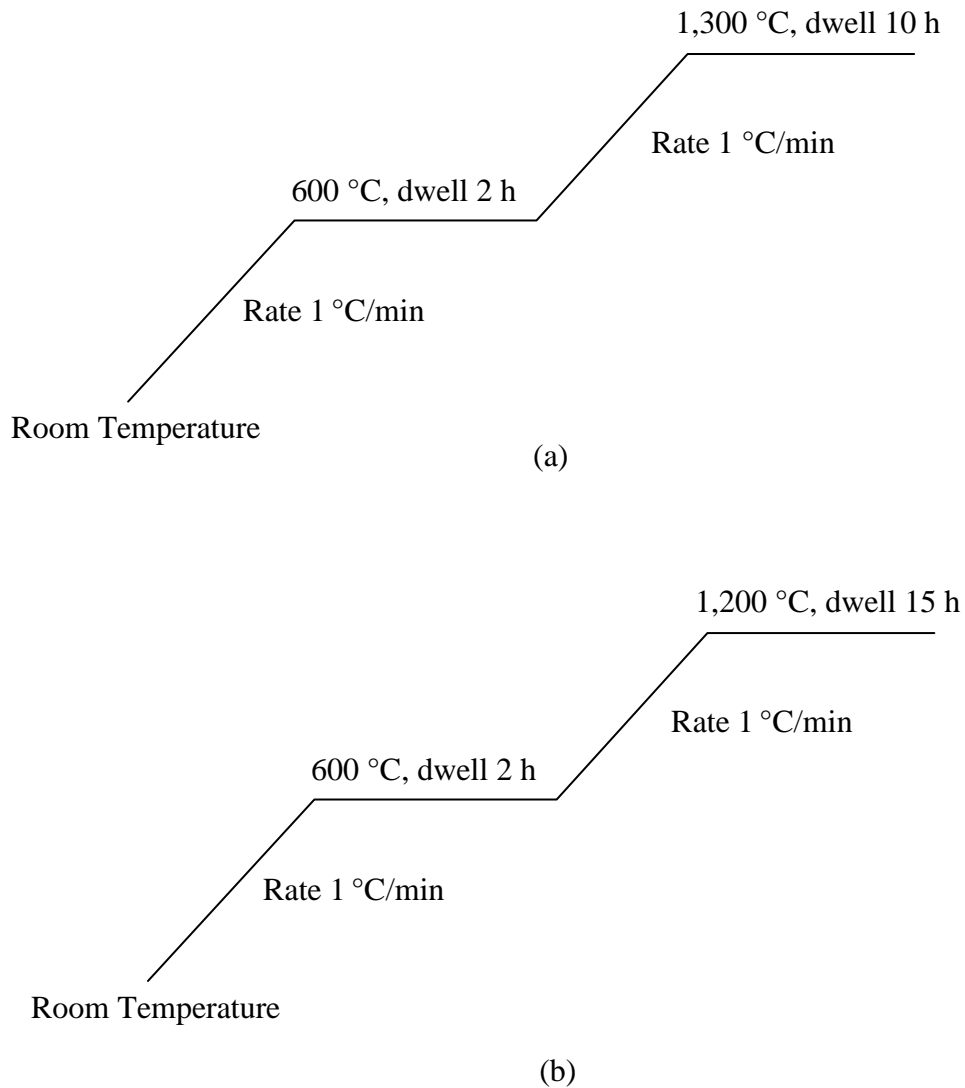 1,300 °C, dwell 10 h
Rate 1 °C/min
600 °C, dwell 2 h
Rate 1 °C/min
Room Temperature
(a)
1,200 °C, dwell 15 h
Rate 1 °C/min
600 °C, dwell 2 h
Rate 1 °C/min
Room Temperature
(b)